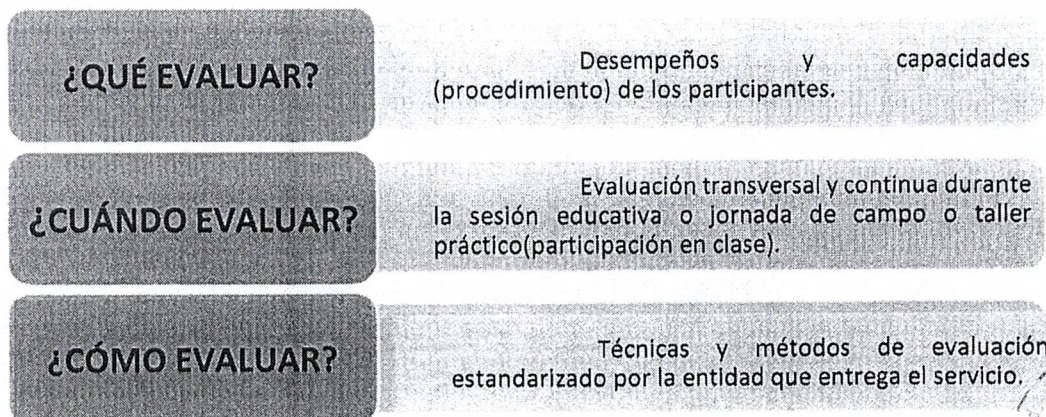 ¿QUÉ EVALUAR?
Desempeños y capacidades
(procedimiento) de los participantes.
¿CUÁNDO EVALUAR?
Evaluación transversal y continua durante
la sesión educativa o jornada de campo o taller
práctico(participación en clase).
¿CÓMO EVALUAR?
Técnicas y métodos de evaluación
estandarizado por la entidad que entrega el servicio.